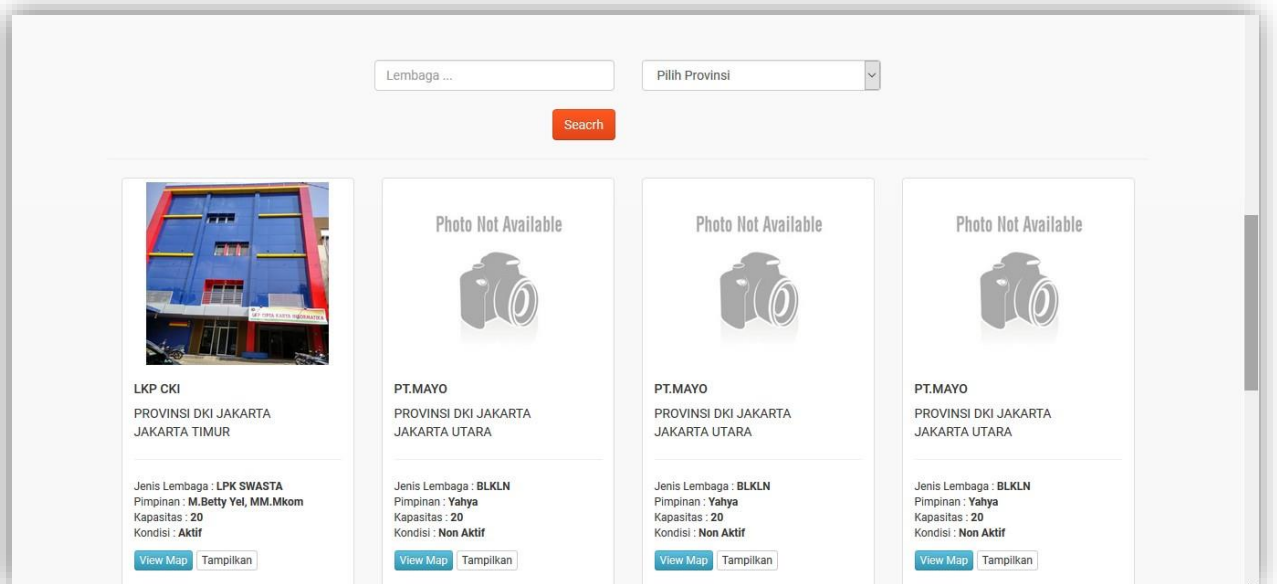 Lembaga ...
Pilih Provinsi
Seacrh
LKP CKI
PROVINSI DKI JAKARTA
JAKARTA TIMUR
Jenis Lembaga : LPK SWASTA
Pimpinan : M.Betty Yel, MM.Mkom
Kapasitas : 20
Kondisi : Aktif
View Map
Tampilkan
Photo Not Available
PT.MAYO
PROVINSI DKI JAKARTA
JAKARTA UTARA
Jenis Lembaga : BLKLN
Pimpinan : Yahya
Kapasitas : 20
Kondisi : Non Aktif
View Map
Tampilkan
Photo Not Available
PT.MAYO
PROVINSI DKI JAKARTA
JAKARTA UTARA
Jenis Lembaga : BLKLN
Pimpinan : Yahya
Kapasitas : 20
Kondisi : Non Aktif
View Map
Tampilkan
Photo Not Available
PT.MAYO
PROVINSI DKI JAKARTA
JAKARTA UTARA
Jenis Lembaga : BLKLN
Pimpinan : Yahya
Kapasitas : 20
Kondisi : Non Aktif
View Map
Tampilkan